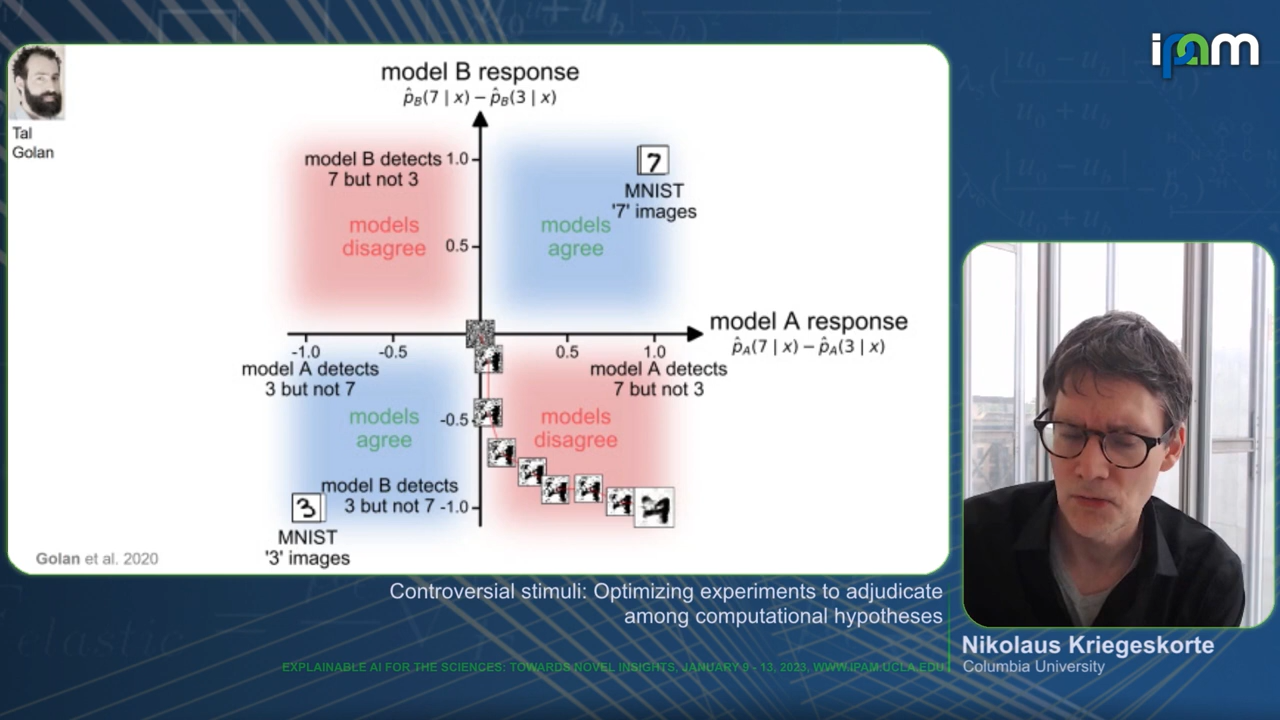 ipam
Tal
Golan
model B response
p̂_B(7 | x) − p̂_B(3 | x)
model B detects
7 but not 3
1.0
models
disagree
0.5
models
agree
7
MNIST
'7' images
model A response
p̂_A(7 | x) − p̂_A(3 | x)
-1.0
-0.5
0.5
1.0
model A detects
3 but not 7
model A detects
7 but not 3
models
agree
-0.5
models
disagree
model B detects
3 but not 7
-1.0
3
MNIST
'3' images
Golan et al. 2020
Controversial stimuli: Optimizing experiments to adjudicate
among computational hypotheses
Nikolaus Kriegeskorte
Columbia University
EXPLAINABLE AI FOR THE SCIENCES: TOWARDS NOVEL INSIGHTS, JANUARY 9 - 13, 2023, WWW.IPAM.UCLA.EDU
elastic